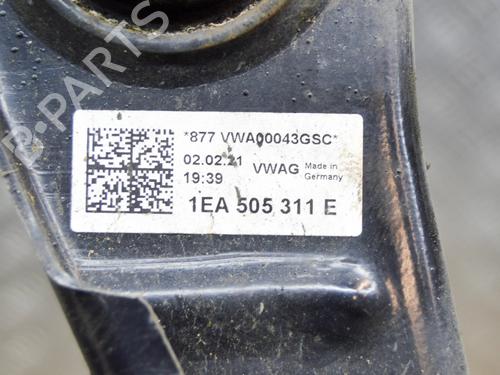 *877 VWA00043GSC*
02.02.21
19:39
VWAG
Made in
Germany
1EA 505 311 E
B-PARTS